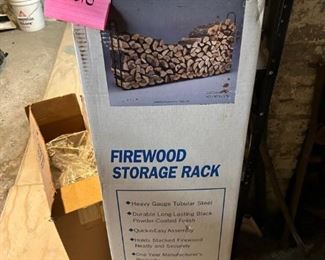 FIREWOOD
STORAGE RACK
Heavy Gauge Tubular Steel
Durable Long Lasting Black
Powder-Coated Finish
Quick-n-Easy Assembly
Holds Stacked Firewood
Neatly and Securely
One Year Manufacturer's